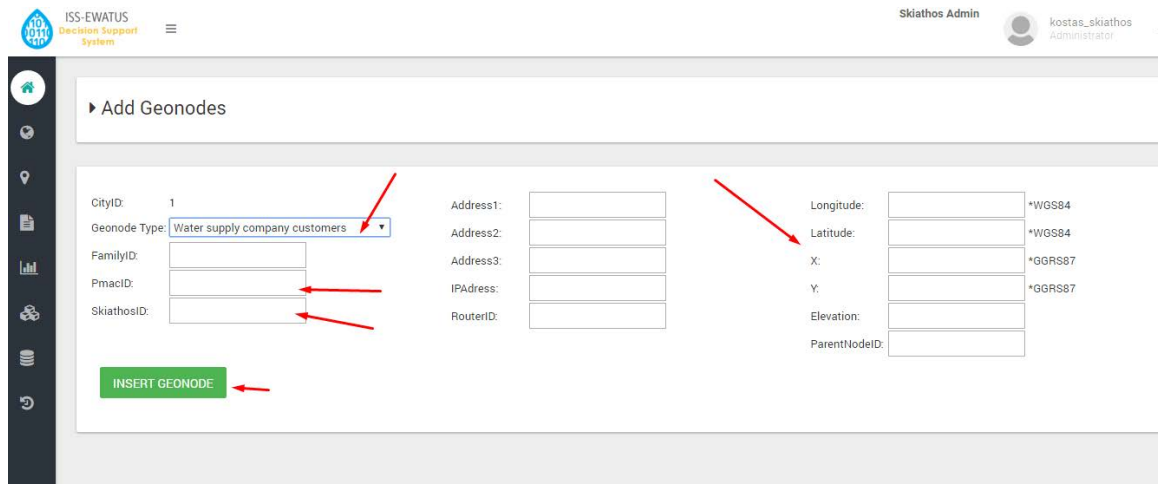 ISS-EWATUS
Decision Support
System
Skiathos Admin
kostas_skiathos
Administrator
Add Geonodes
CityID: 1
Geonode Type: Water supply company customers
FamilyID:
PmacID:
SkiathosID:
INSERT GEONODE
Address1:
Address2:
Address3:
IPAdress:
RouterID:
Longitude: *WGS84
Latitude: *WGS84
X: *GGRS87
Y: *GGRS87
Elevation:
ParentNodeID: